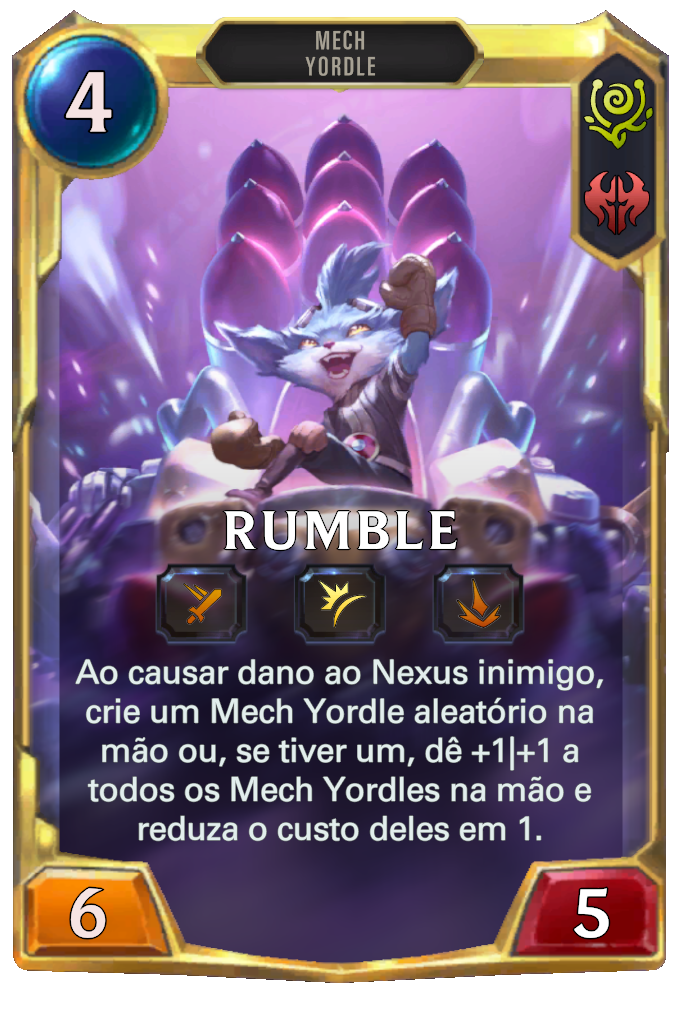 MECH
YORDLE
4
RUMBLE
Ao causar dano ao Nexus inimigo,
crie um Mech Yordle aleatório na
mão ou, se tiver um, dê +1|+1 a
todos os Mech Yordles na mão e
reduza o custo deles em 1.
6
5